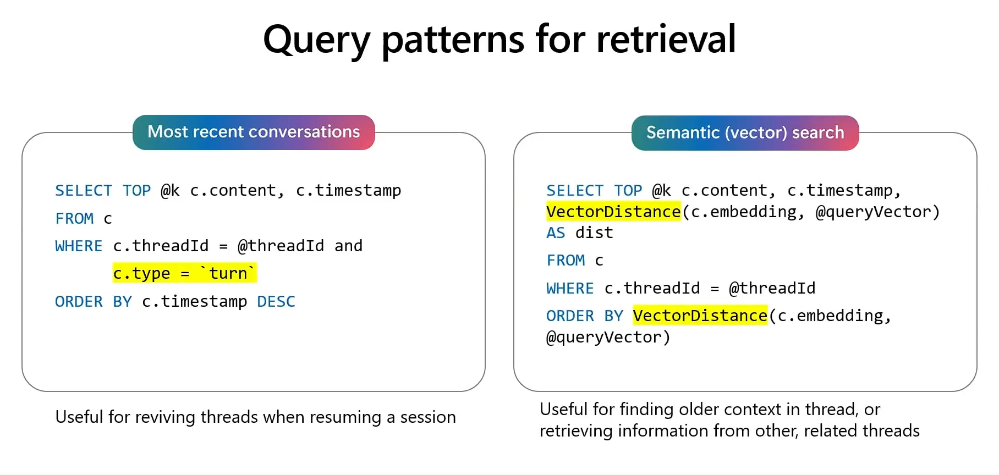 Query patterns for retrieval
Most recent conversations
SELECT TOP @k c.content, c.timestamp
FROM c
WHERE c.threadId = @threadId and
c.type = `turn`
ORDER BY c.timestamp DESC
Useful for reviving threads when resuming a session
Semantic (vector) search
SELECT TOP @k c.content, c.timestamp,
VectorDistance(c.embedding, @queryVector)
AS dist
FROM c
WHERE c.threadId = @threadId
ORDER BY VectorDistance(c.embedding,
@queryVector)
Useful for finding older context in thread, or
retrieving information from other, related threads